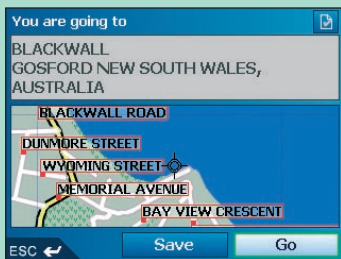 You are going to
BLACKWALL
GOSFORD NEW SOUTH WALES,
AUSTRALIA
BLACKWALL ROAD
DUNMORE STREET
WYOMING STREET
MEMORIAL AVENUE
BAY VIEW CRESCENT
ESC
Save
Go